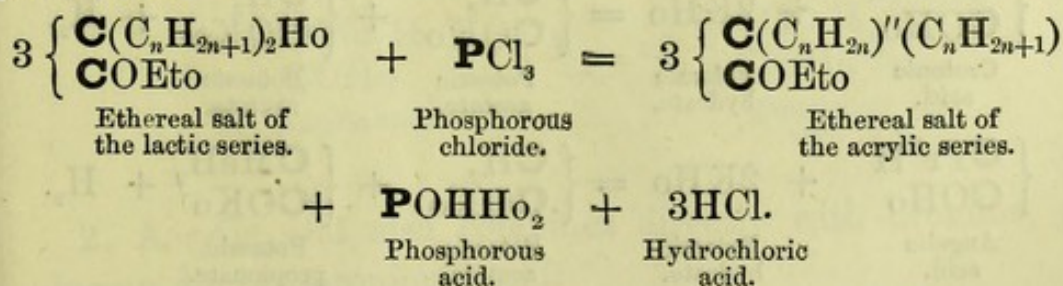 3 { C(CₙH₂ₙ₊₁)₂Ho + PCl₃ = 3 { C(CₙH₂ₙ)″(CₙH₂ₙ₊₁)
COEto COEto
Ethereal salt of Phosphorous Ethereal salt of
the lactic series. chloride. the acrylic series.
+ POHHo₂ + 3HCl.
Phosphorous Hydrochloric
acid. acid.